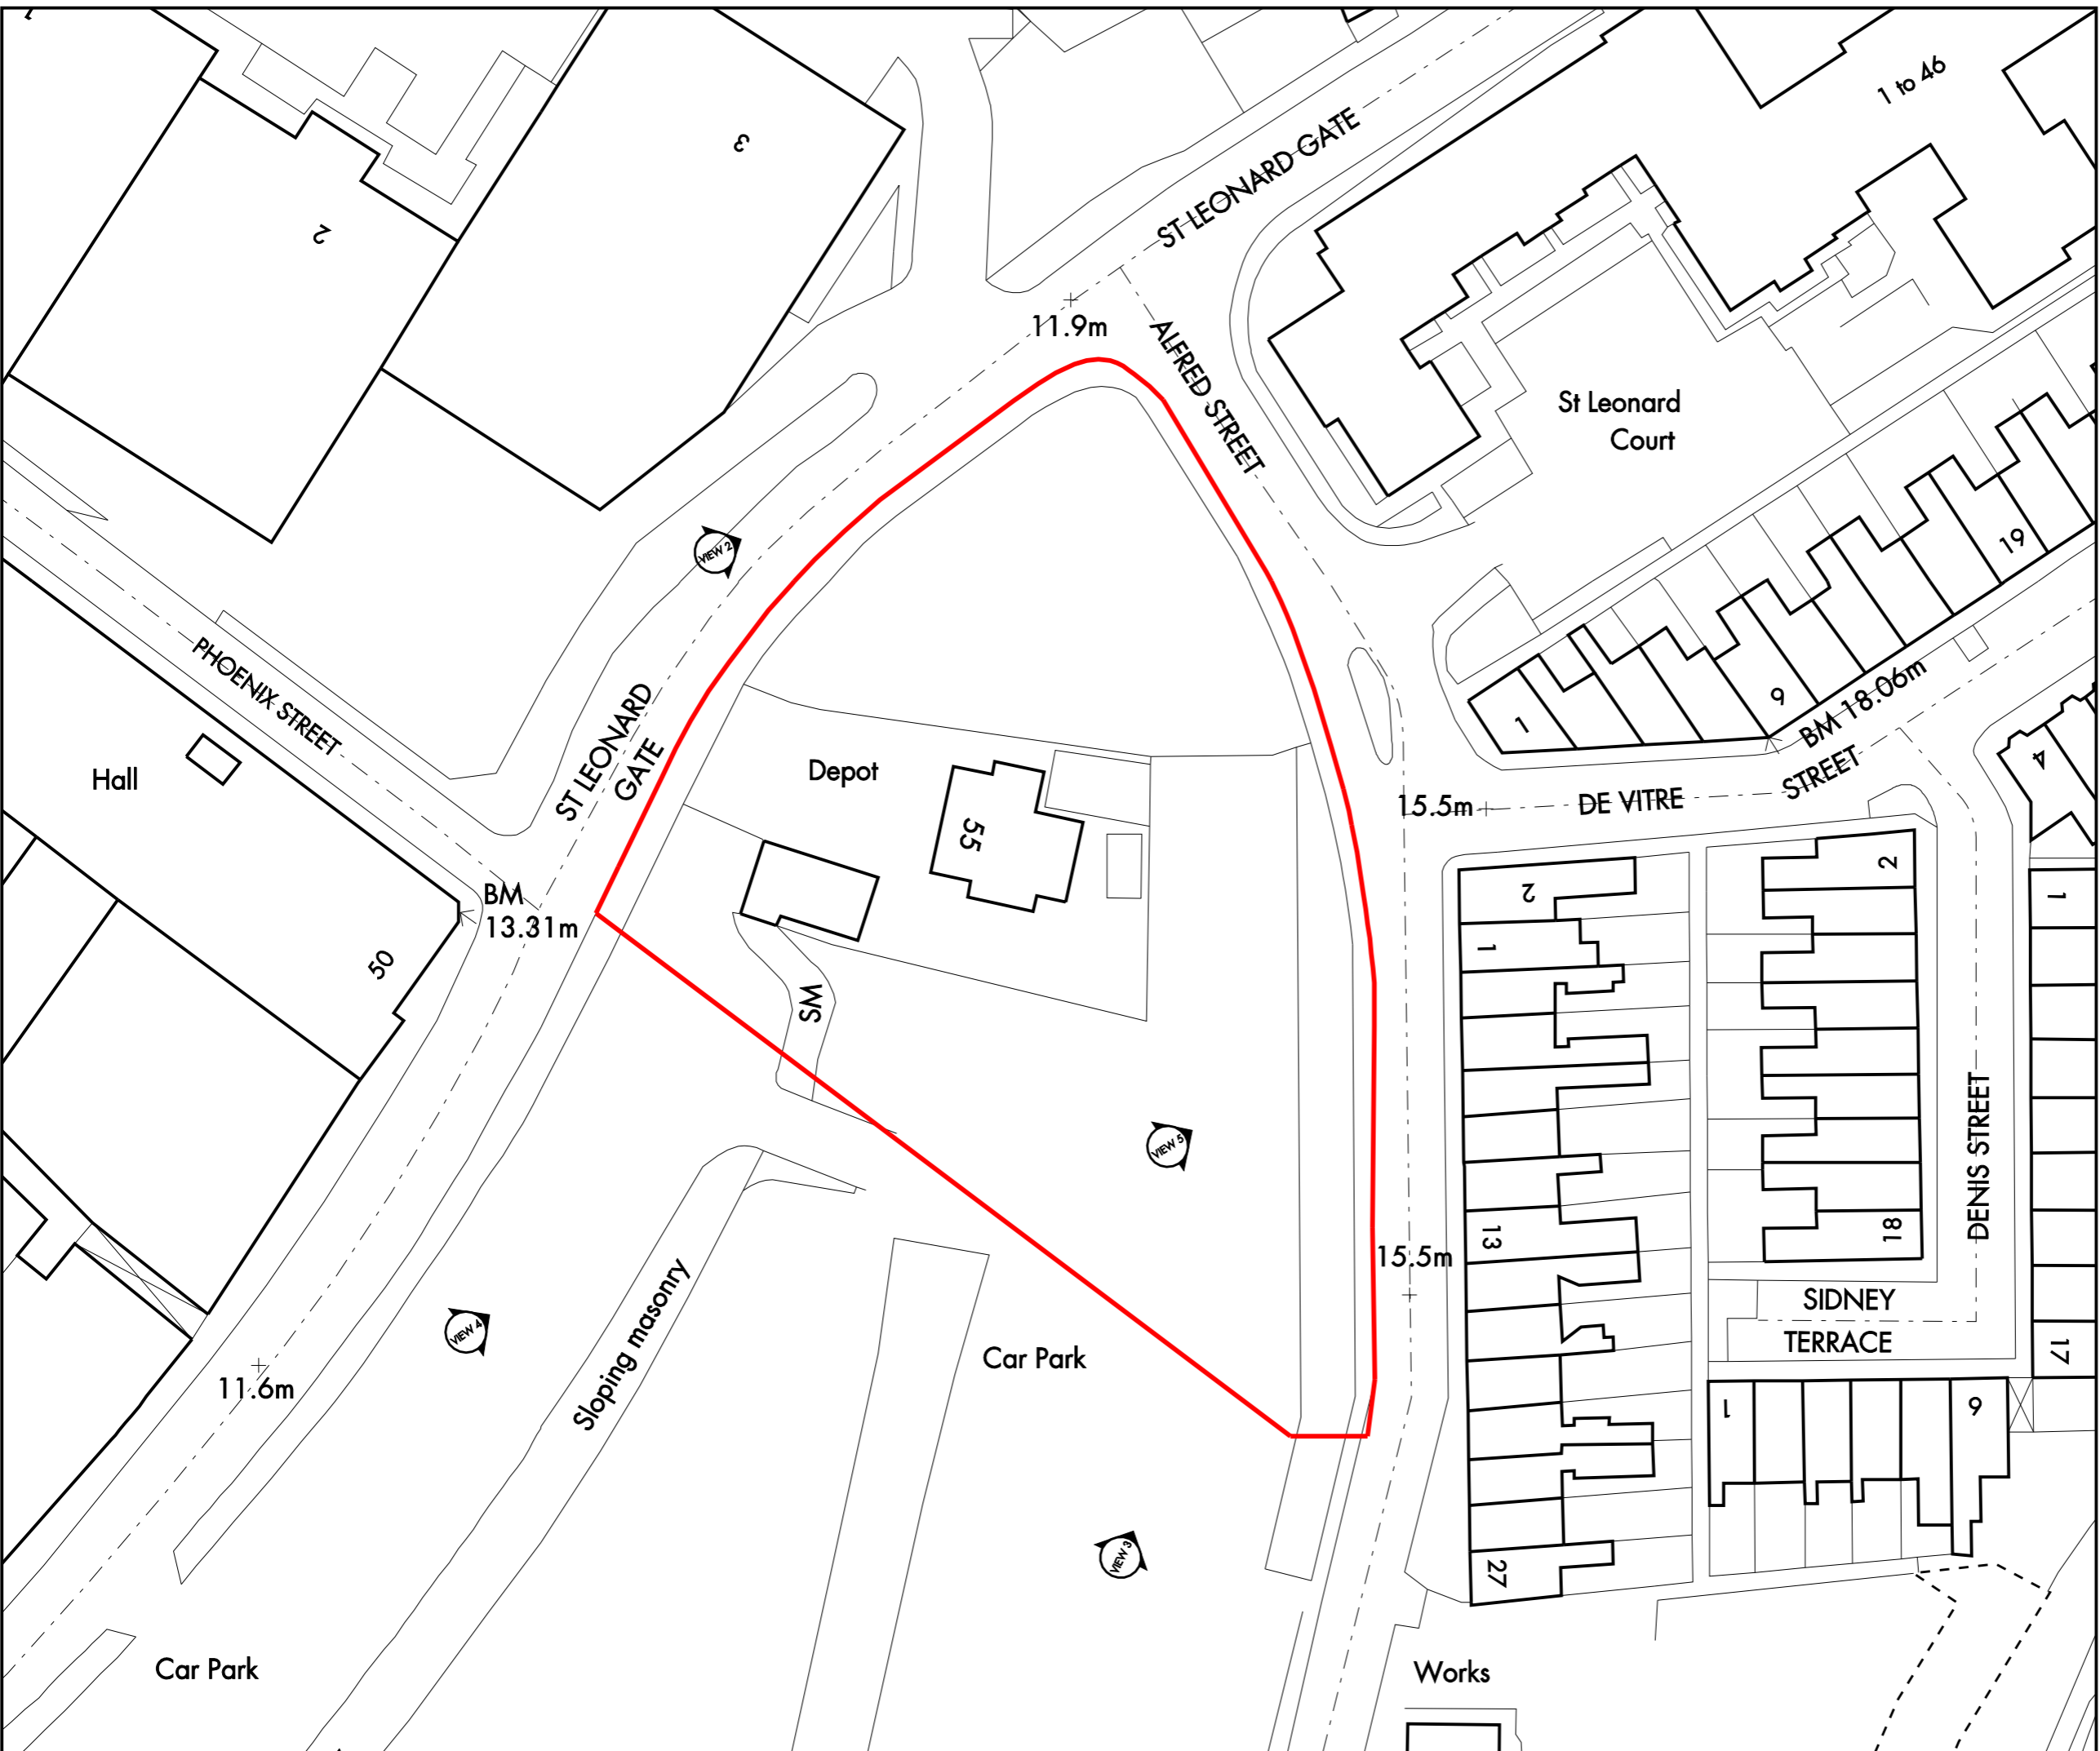 1 to 46
3
2
ST LEONARD GATE
11.9m
ALFRED STREET
St Leonard
Court
VIEW 2
19
PHOENIX STREET
ST LEONARD
GATE
9
1
BM 18.06m
Hall
Depot
55
15.5m
DE VITRE
STREET
4
BM
13.31m
50
2
1
2
1
SM
VIEW 5
13
18
DENIS STREET
15.5m
SIDNEY
TERRACE
17
VIEW 4
Sloping masonry
Car Park
11.6m
1
6
VIEW 3
27
Car Park
Works